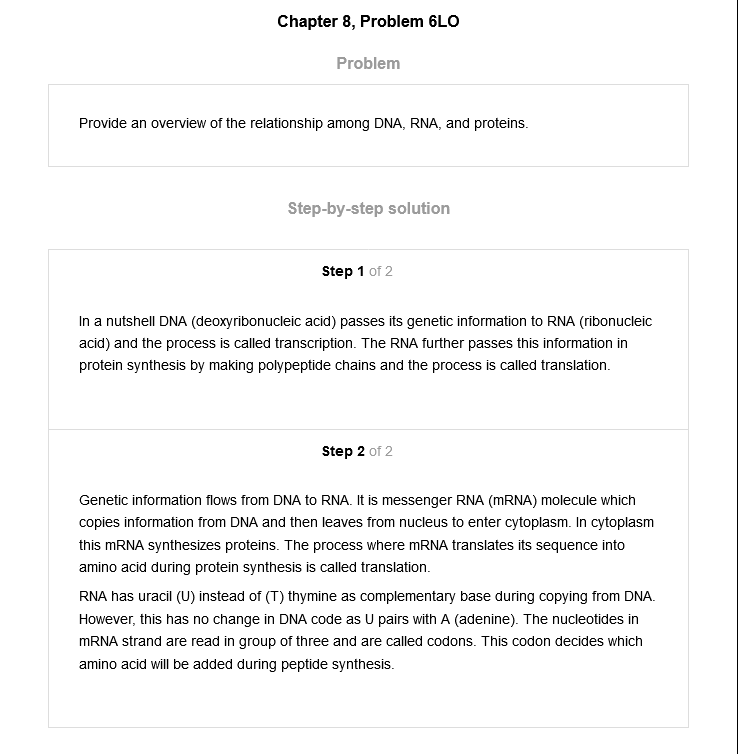 Chapter 8, Problem 6LO
Problem
Provide an overview of the relationship among DNA, RNA, and proteins.
Step-by-step solution
Step 1 of 2
In a nutshell DNA (deoxyribonucleic acid) passes its genetic information to RNA (ribonucleic
acid) and the process is called transcription. The RNA further passes this information in
protein synthesis by making polypeptide chains and the process is called translation.
Step 2 of 2
Genetic information flows from DNA to RNA. It is messenger RNA (mRNA) molecule which
copies information from DNA and then leaves from nucleus to enter cytoplasm. In cytoplasm
this mRNA synthesizes proteins. The process where mRNA translates its sequence into
amino acid during protein synthesis is called translation.
RNA has uracil (U) instead of (T) thymine as complementary base during copying from DNA.
However, this has no change in DNA code as U pairs with A (adenine). The nucleotides in
mRNA strand are read in group of three and are called codons. This codon decides which
amino acid will be added during peptide synthesis.